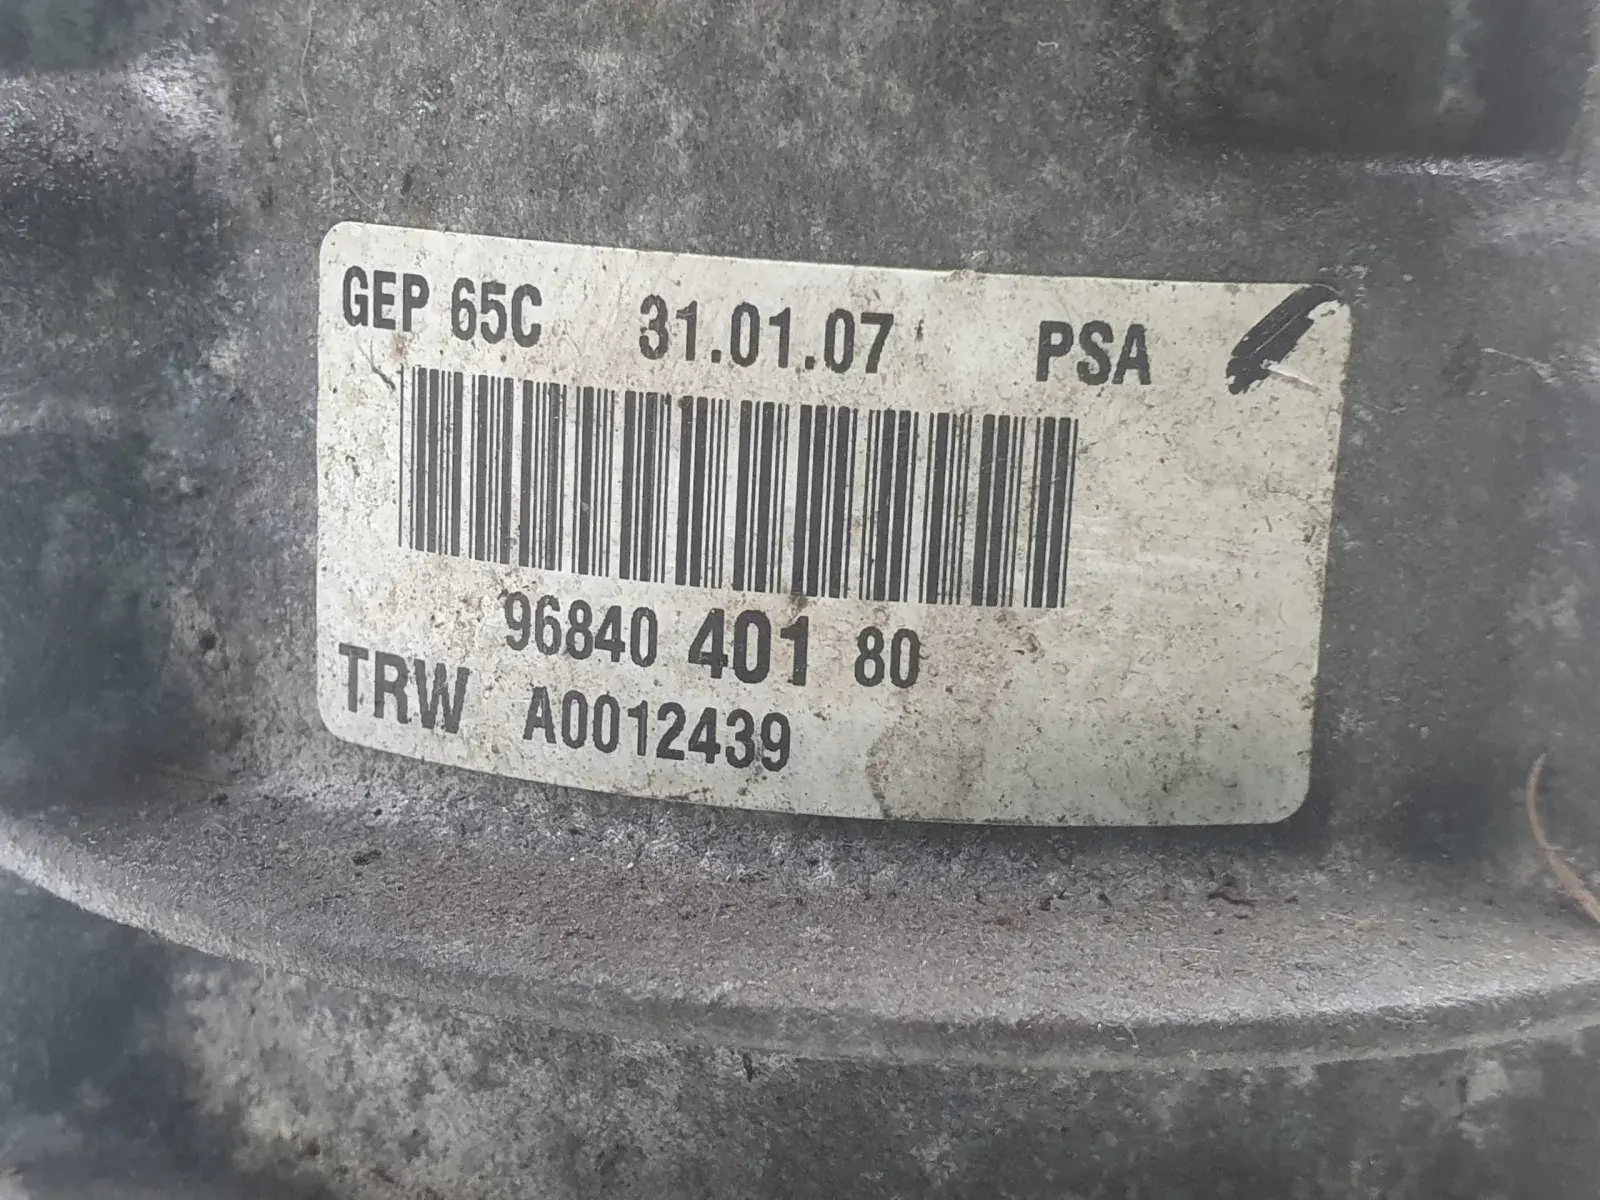 GEP 65C 31.01.07 PSA
96840 401 80
TRW A0012439